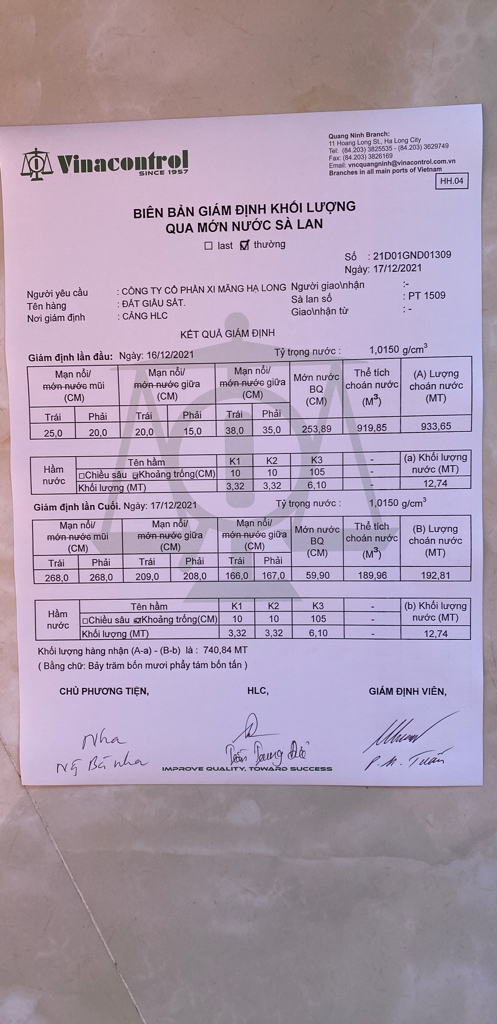 Vinacontrol
SINCE 1957
Quang Ninh Branch:
11 Hoang Long St., Ha Long City
Tel: (84.203) 3825535 - (84.203) 3629749
Fax: (84.203) 3826169
Email: vncquangninh@vinacontrol.com.vn
Branches in all main ports of Vietnam
HH.04
BIÊN BẢN GIÁM ĐỊNH KHỐI LƯỢNG
QUA MỚN NƯỚC SÀ LAN
last thường
Số : 21D01GND01309
Ngày: 17/12/2021
Người yêu cầu : CÔNG TY CỔ PHẦN XI MĂNG HẠ LONG Người giao\nhận :-
Tên hàng : ĐẤT GIÀU SẮT. Sà lan số : PT 1509
Nơi giám định : CẢNG HLC Giao\nhận từ : -
KẾT QUẢ GIÁM ĐỊNH
Giám định lần đầu: Ngày: 16/12/2021 Tỷ trọng nước : 1,0150 g/cm³
Mạn nổi/ Mạn nổi/ Mạn nổi/ Mớn nước Thể tích (A) Lượng
mớn nước mũi mớn nước giữa mớn nước giữa BQ choán nước choán nước
(CM) (CM) (CM) (CM) (M³) (MT)
Trái Phải Trái Phải Trái Phải
25,0 20,0 20,0 15,0 38,0 35,0 253,89 919,85 933,65
Hầm nước Tên hầm K1 K2 K3 - (a) Khối lượng nước (MT)
Chiều sâu Khoảng trống(CM) 10 10 105 -
Khối lượng (MT) 3,32 3,32 6,10 - 12,74
Giám định lần Cuối. Ngày: 17/12/2021 Tỷ trọng nước : 1,0150 g/cm³
Mạn nổi/ Mạn nổi/ Mạn nổi/ Mớn nước Thể tích (B) Lượng
mớn nước mũi mớn nước giữa mớn nước giữa BQ choán nước choán nước
(CM) (CM) (CM) (CM) (M³) (MT)
Trái Phải Trái Phải Trái Phải
268,0 268,0 209,0 208,0 166,0 167,0 59,90 189,96 192,81
Hầm nước Tên hầm K1 K2 K3 - (b) Khối lượng nước (MT)
Chiều sâu Khoảng trống(CM) 10 10 105 -
Khối lượng (MT) 3,32 3,32 6,10 - 12,74
Khối lượng hàng nhận (A-a) - (B-b) là : 740,84 MT
( Bằng chữ: Bảy trăm bốn mươi phẩy tám bốn tấn )
CHỦ PHƯƠNG TIỆN, HLC, GIÁM ĐỊNH VIÊN,
Nha
Ng Bá Nha Trần Trung P. M. Tuấn
IMPROVE QUALITY, TOWARD SUCCESS